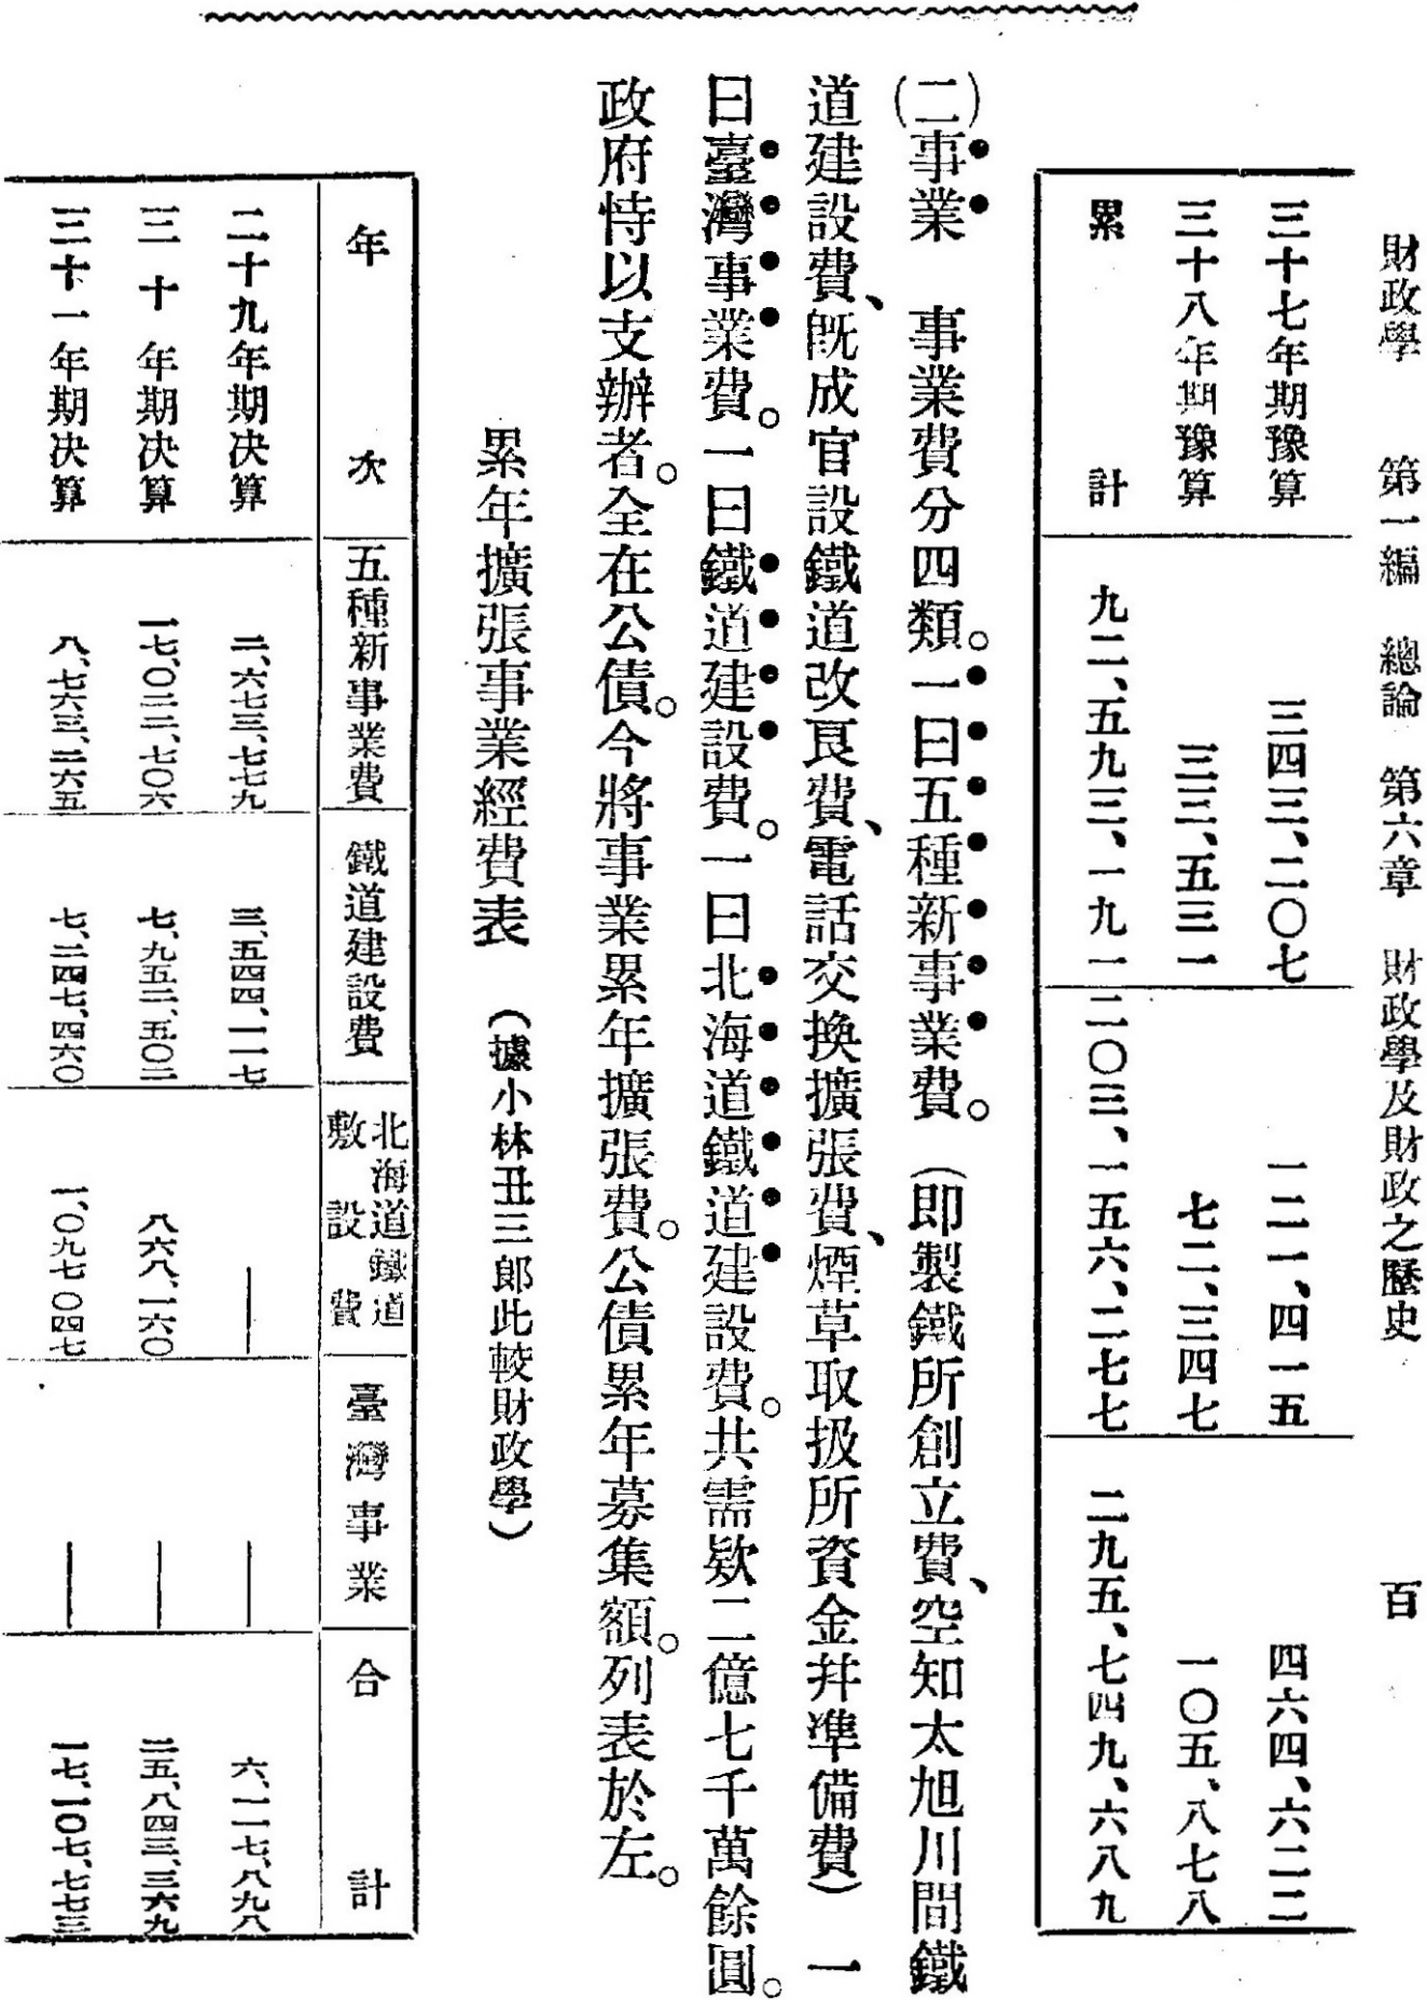 財政學　第一編　總論　第六章　財政學及財政之歷史　百
三十七年期豫算　三四三、二〇七　一二一、四一五　四六四、六二二
三十八年期豫算　三三、五三一　七二、三四七　一〇五、八七八
累計　九二、五九三、一九一　二〇三、一五六、二七七　二九五、七四九、六八九
(二)事業　事業費分四類。一曰五種新事業費。(即製鐵所創立費、空知太旭川間鐵
道建設費、旣成官設鐵道改良費、電話交換擴張費、煙草取扱所資金幷準備費)一
曰臺灣事業費。一曰鐵道建設費。一曰北海道鐵道建設費。共需欵二億七千萬餘圓。
政府恃以支辦者。全在公債。今將事業累年擴張費。公債累年募集額。列表於左。
累年擴張事業經費表　(據小林丑三郎此較財政學)
年次　五種新事業費　鐵道建設費　北海道鐵道敷設費　臺灣事業　合計
二十九年期決算　二、六七三、七七九　三、五四四、一一七　—　—　六、一一七、八九八
三十年期決算　一七、〇二二、七〇六　七、九五二、五〇二　八六八、一六〇　—　二五、八四三、三六九
三十一年期決算　八、七六三、二六五　七、二四七、四六〇　一、〇九七　〇四七　—　一七、一〇七、七七三